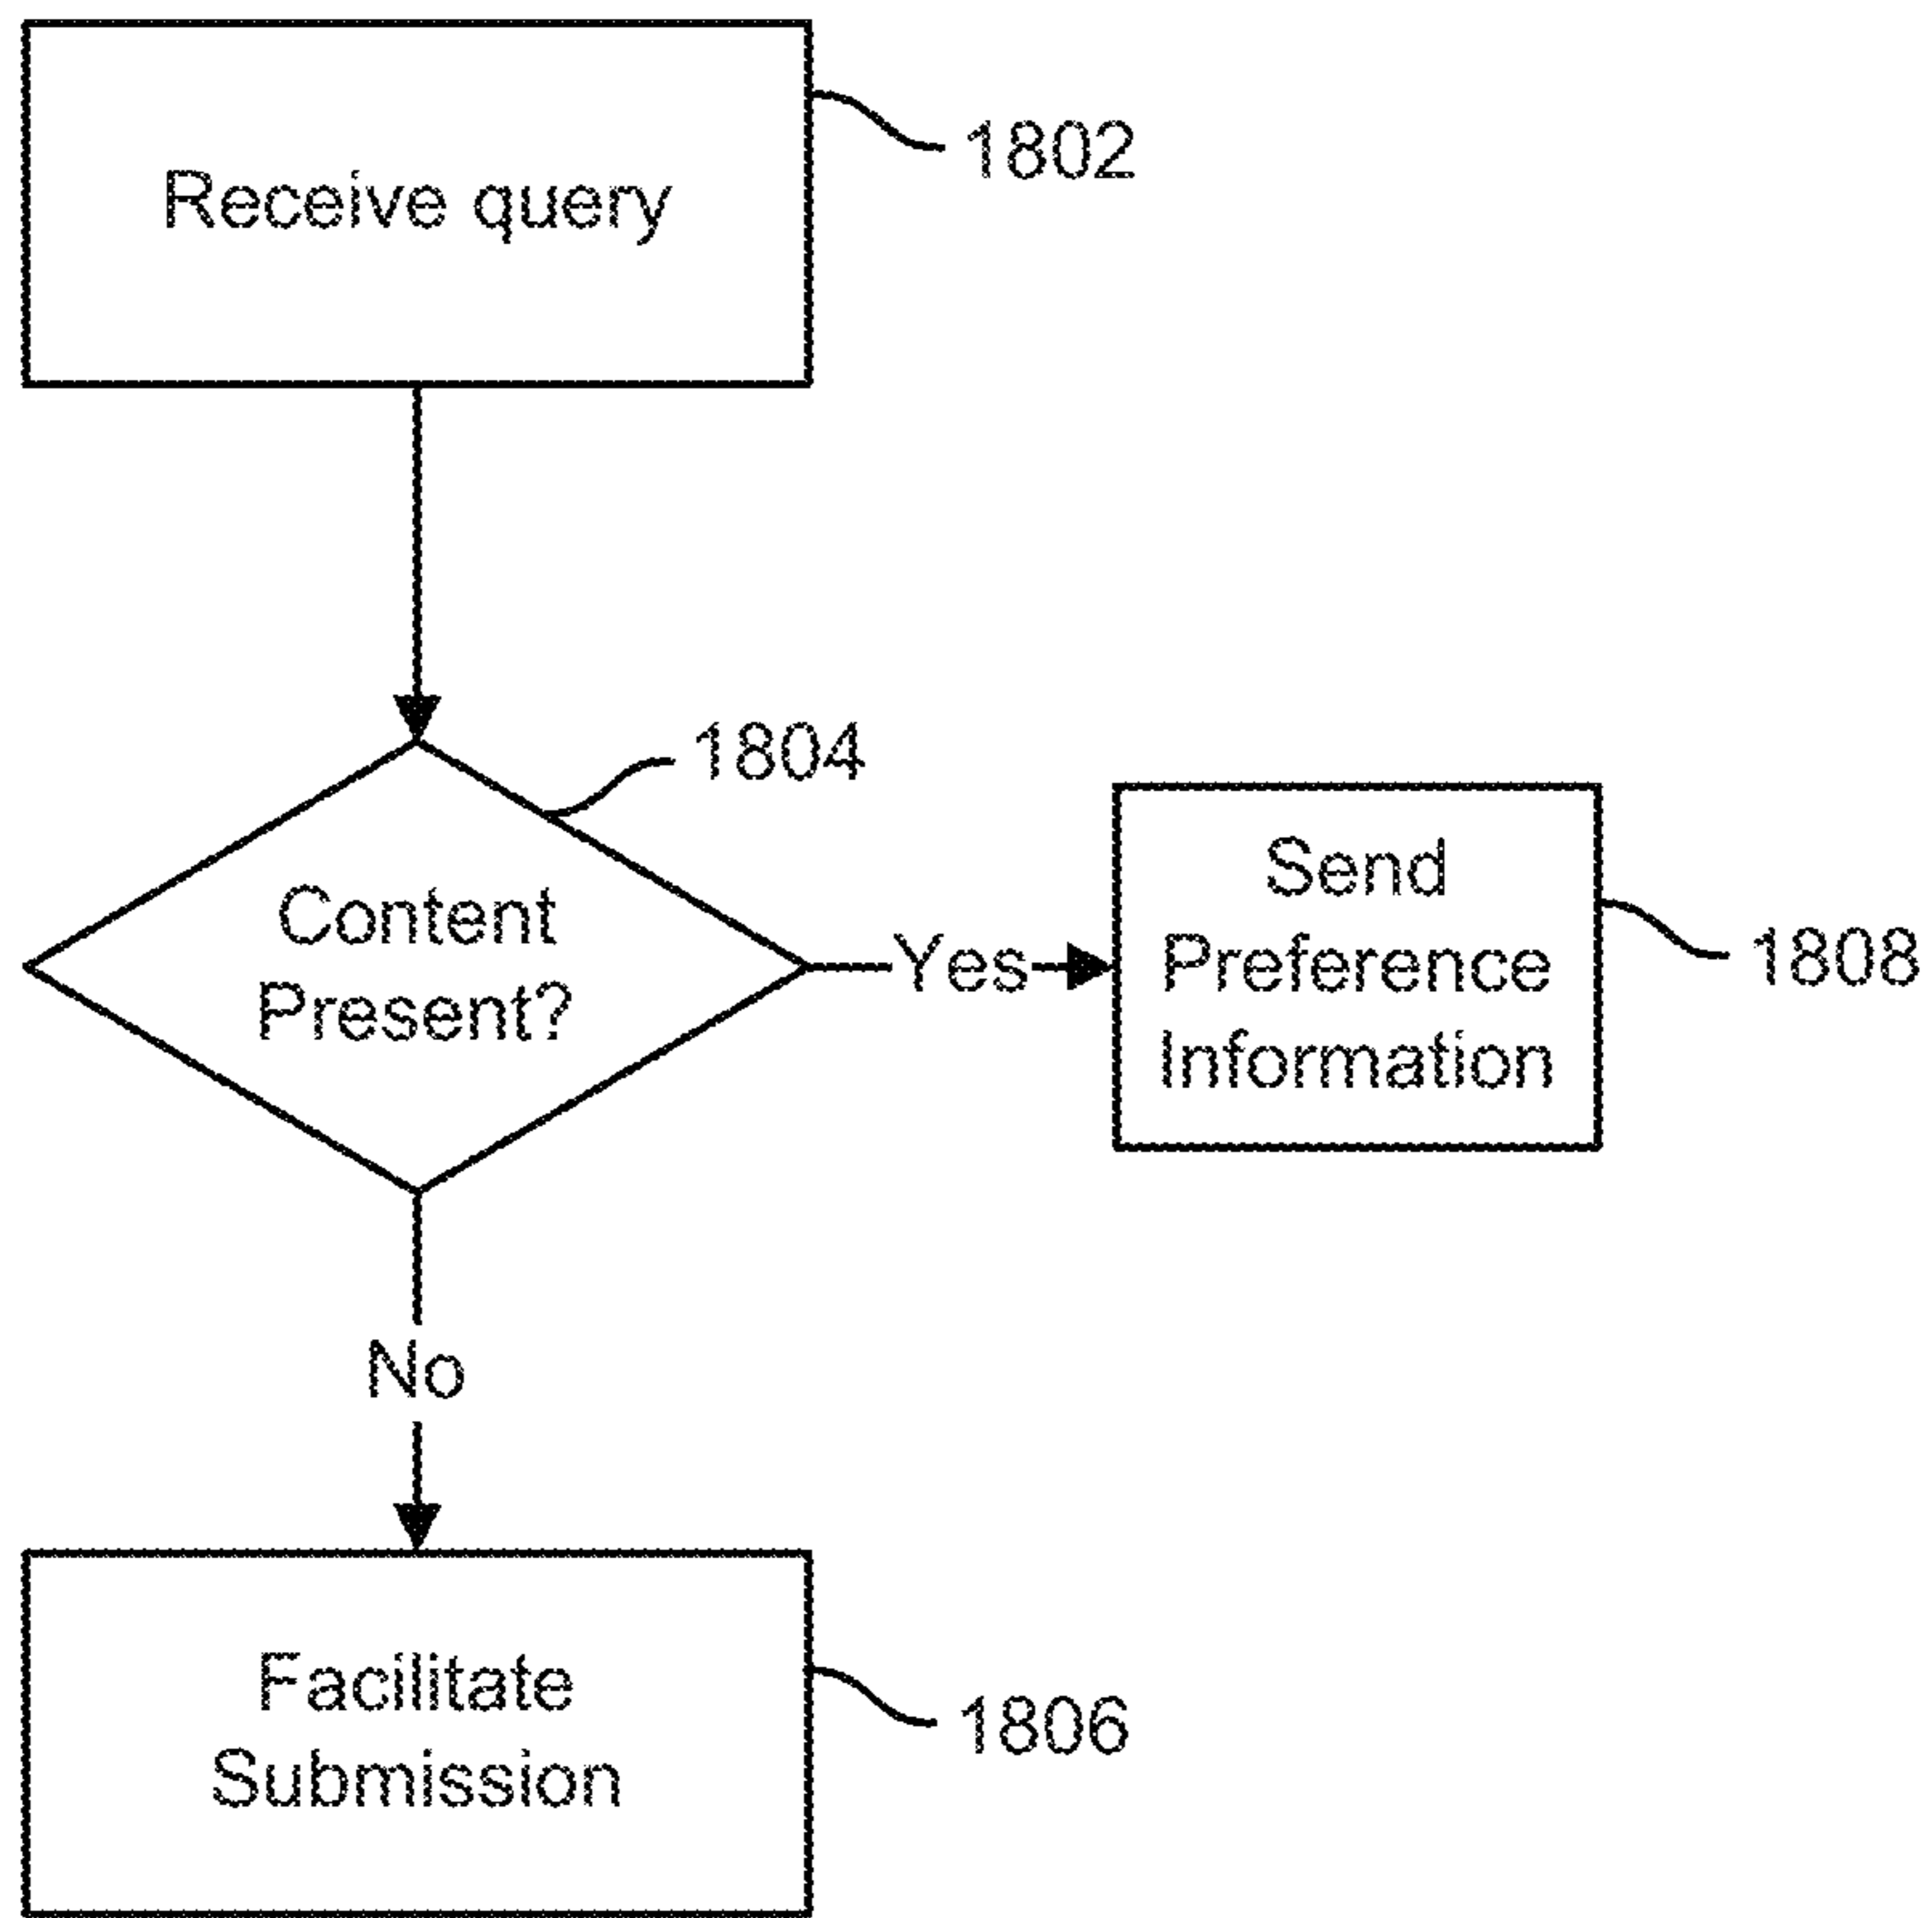 Receive query
1802
1804
Content
Present?
Yes
Send
Preference
Information
1808
No
Facilitate
Submission
1806